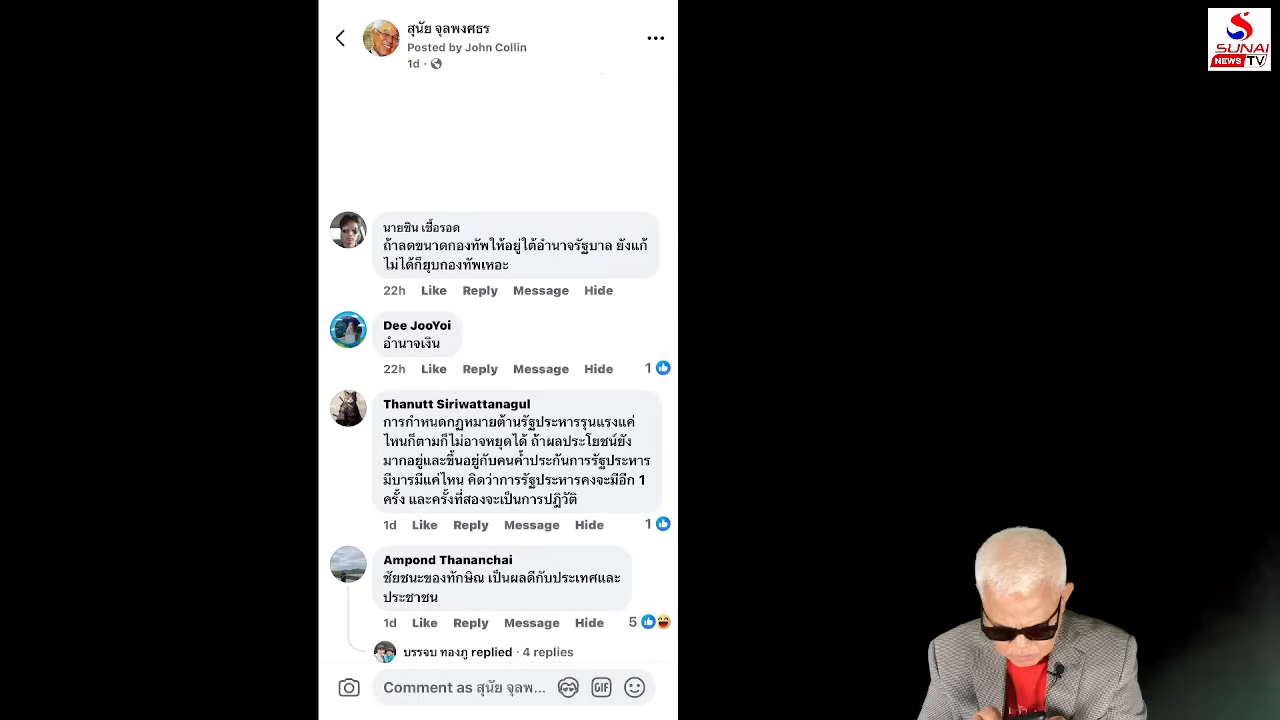 สุนัย จุลพงศธร
Posted by John Collin
1d ·
SUNAI
NEWS TV
นายซิน เชื้อรอด
ถ้าลดขนาดกองทัพให้อยู่ใต้อำนาจรัฐบาล ยังแก้
ไม่ได้ก็ยุบกองทัพเหอะ
22h Like Reply Message Hide
Dee JooYoi
อำนาจเงิน
22h Like Reply Message Hide 1
Thanutt Siriwattanagul
การกำหนดกฏหมายต้านรัฐประหารรุนแรงแค่
ไหนก็ตามก็ไม่อาจหยุดได้ ถ้าผลประโยชน์ยัง
มากอยู่และขึ้นอยู่กับคนค้ำประกันการรัฐประหาร
มีบารมีแค่ไหน คิดว่าการรัฐประหารคงจะมีอีก 1
ครั้ง และครั้งที่สองจะเป็นการปฎิวัติ
1d Like Reply Message Hide 1
Ampond Thananchai
ชัยชนะของทักษิณ เป็นผลดีกับประเทศและ
ประชาชน
1d Like Reply Message Hide 5
บรรจบ ทองภู replied · 4 replies
Comment as สุนัย จุลพ...
GIF